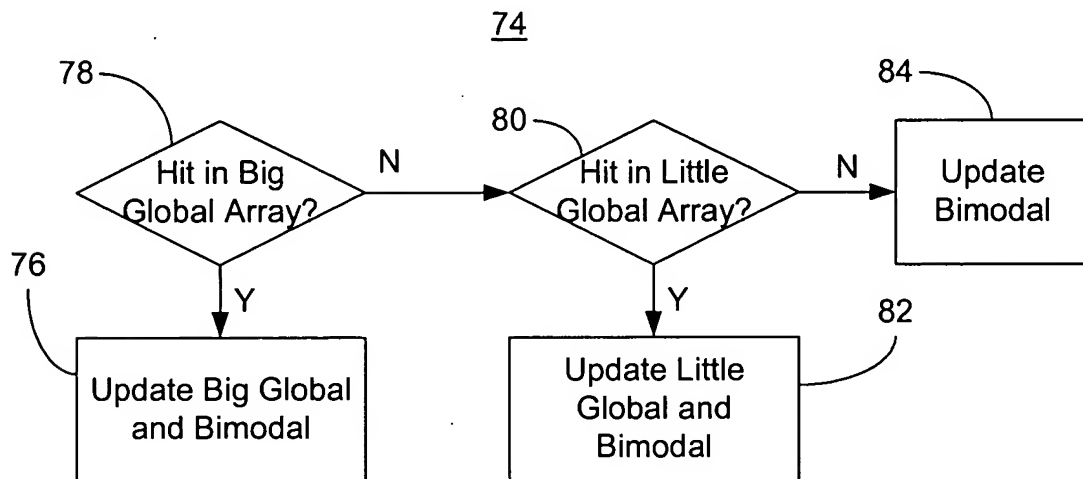 74
78
80
84
Hit in Big
Global Array?
N
Hit in Little
Global Array?
N
Update
Bimodal
76
Y
Y
82
Update Big Global
and Bimodal
Update Little
Global and
Bimodal